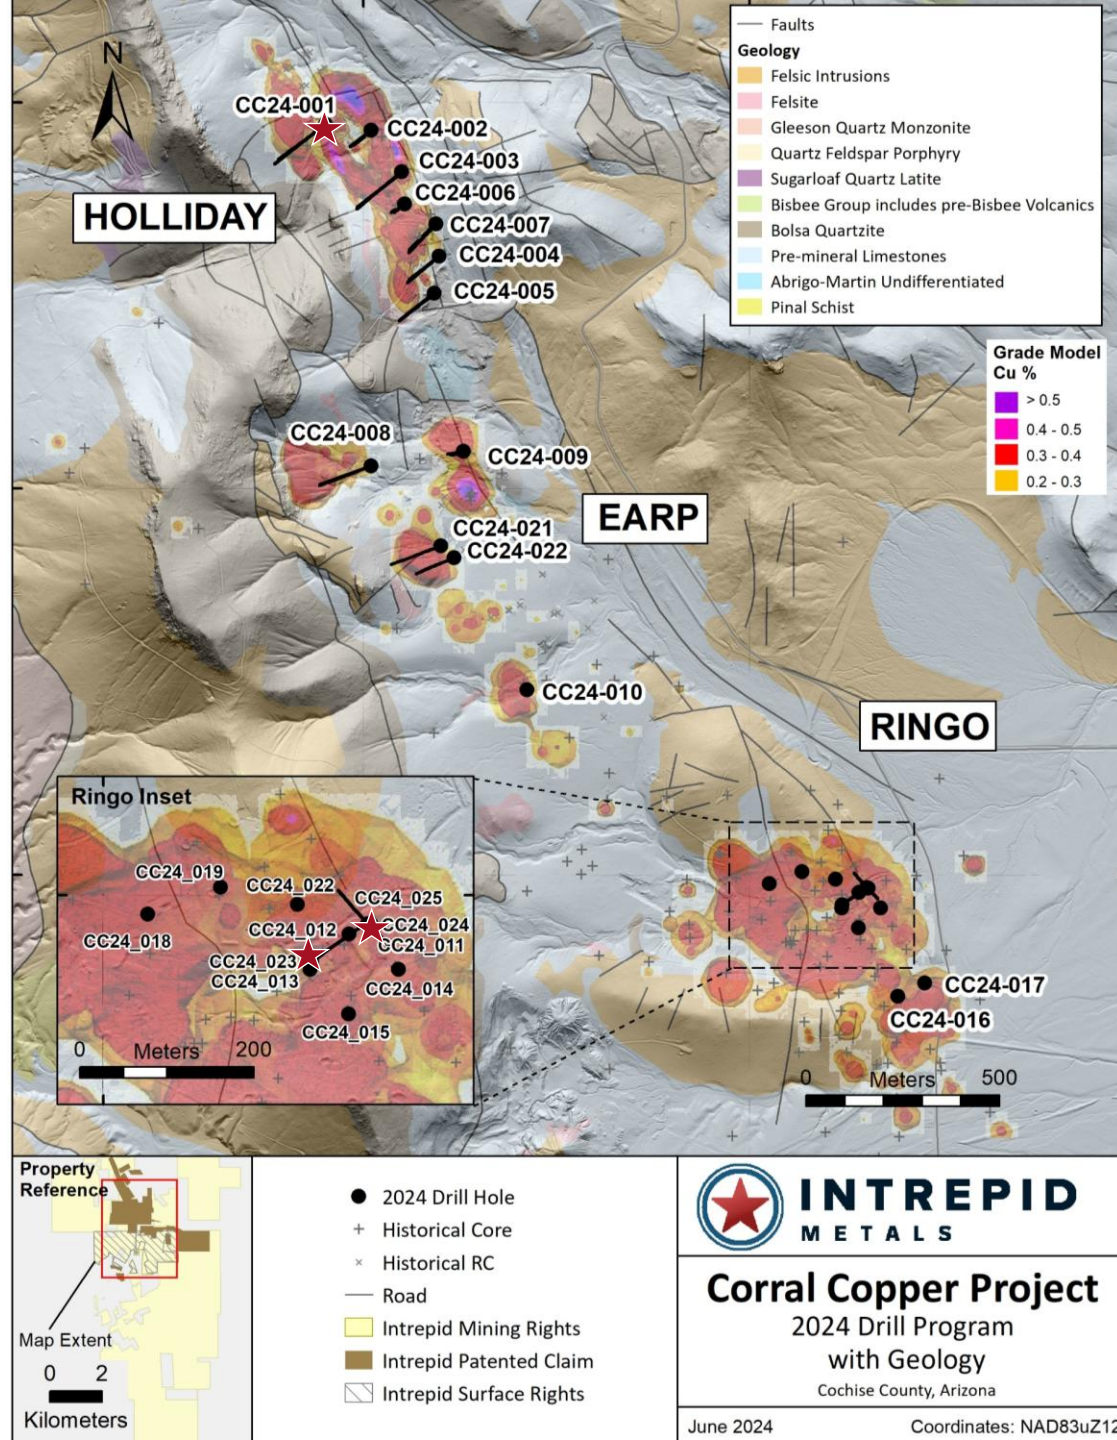 N
CC24-001
CC24-002
CC24-003
CC24-006
CC24-007
CC24-004
CC24-005
HOLLIDAY
Faults
Geology
Felsic Intrusions
Felsite
Gleeson Quartz Monzonite
Quartz Feldspar Porphyry
Sugarloaf Quartz Latite
Bisbee Group includes pre-Bisbee Volcanics
Bolsa Quartzite
Pre-mineral Limestones
Abrigo-Martin Undifferentiated
Pinal Schist
Grade Model
Cu %
> 0.5
0.4 - 0.5
0.3 - 0.4
0.2 - 0.3
CC24-008
CC24-009
EARP
CC24-021
CC24-022
CC24-010
RINGO
Ringo Inset
CC24_019
CC24_022
CC24_025
CC24_024
CC24_012
CC24_011
CC24_018
CC24_023
CC24_013
CC24_014
CC24_015
0 Meters 200
CC24-017
CC24-016
0 Meters 500
Property
Reference
Map Extent
0 2
Kilometers
2024 Drill Hole
Historical Core
Historical RC
Road
Intrepid Mining Rights
Intrepid Patented Claim
Intrepid Surface Rights
INTREPID
METALS
Corral Copper Project
2024 Drill Program
with Geology
Cochise County, Arizona
June 2024 Coordinates: NAD83uZ12